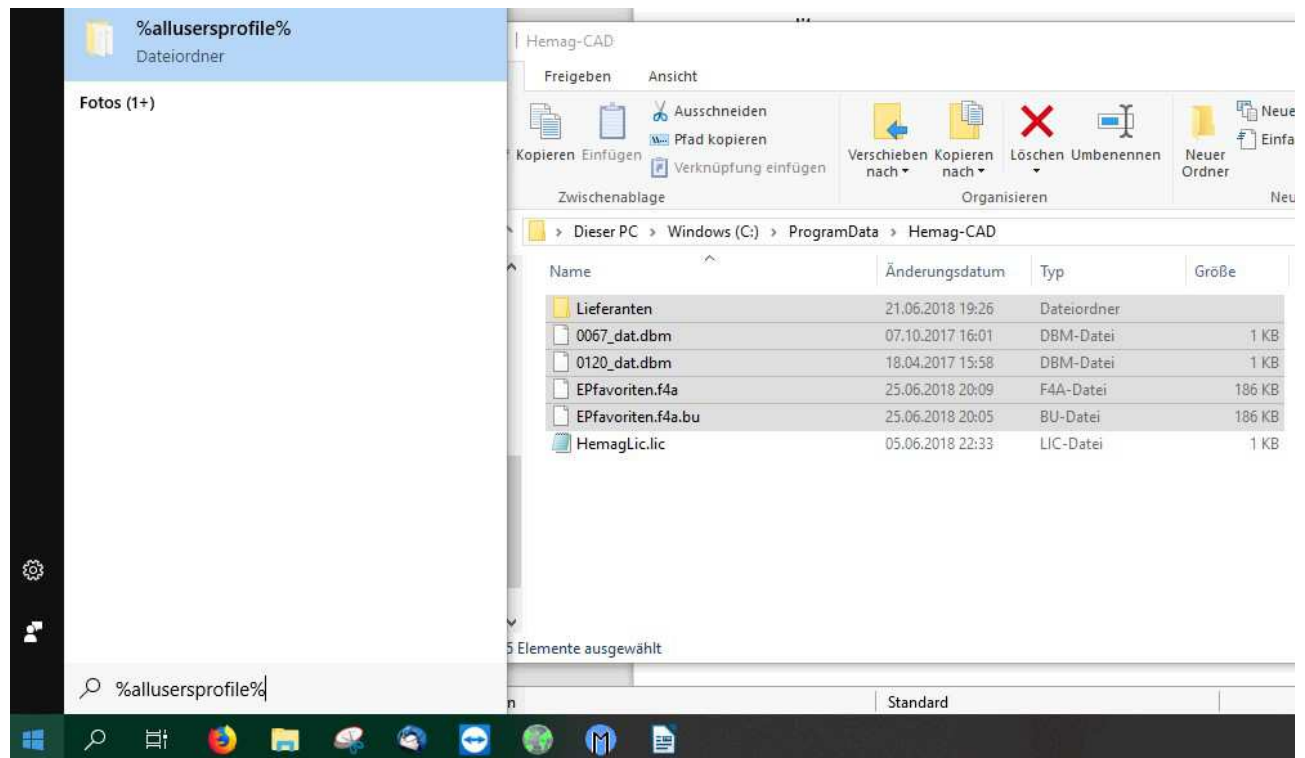 %allusersprofile%
Dateiordner
Fotos (1+)
%allusersprofile%
Hemag-CAD
Freigeben Ansicht
Kopieren Einfügen
Ausschneiden
Pfad kopieren
Verknüpfung einfügen
Zwischenablage
Verschieben nach
Kopieren nach
Löschen Umbenennen
Organisieren
Neuer Ordner
Neue
Einfa
Neu
> Dieser PC > Windows (C:) > ProgramData > Hemag-CAD
Name Änderungsdatum Typ Größe
Lieferanten 21.06.2018 19:26 Dateiordner
0067_dat.dbm 07.10.2017 16:01 DBM-Datei 1 KB
0120_dat.dbm 18.04.2017 15:58 DBM-Datei 1 KB
EPfavoriten.f4a 25.06.2018 20:09 F4A-Datei 186 KB
EPfavoriten.f4a.bu 25.06.2018 20:05 BU-Datei 186 KB
HemagLic.lic 05.06.2018 22:33 LIC-Datei 1 KB
5 Elemente ausgewählt
n Standard